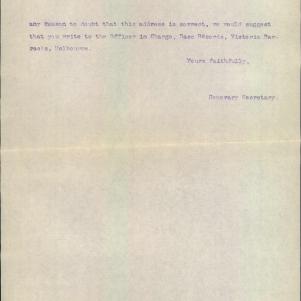 any reason to doubt that this address is correct, we would suggest
that you write to the Officer in Charge, Base Records, Victoria Bar-
racks, Melbourne.
Yours faithfully,
Honorary Secretary.